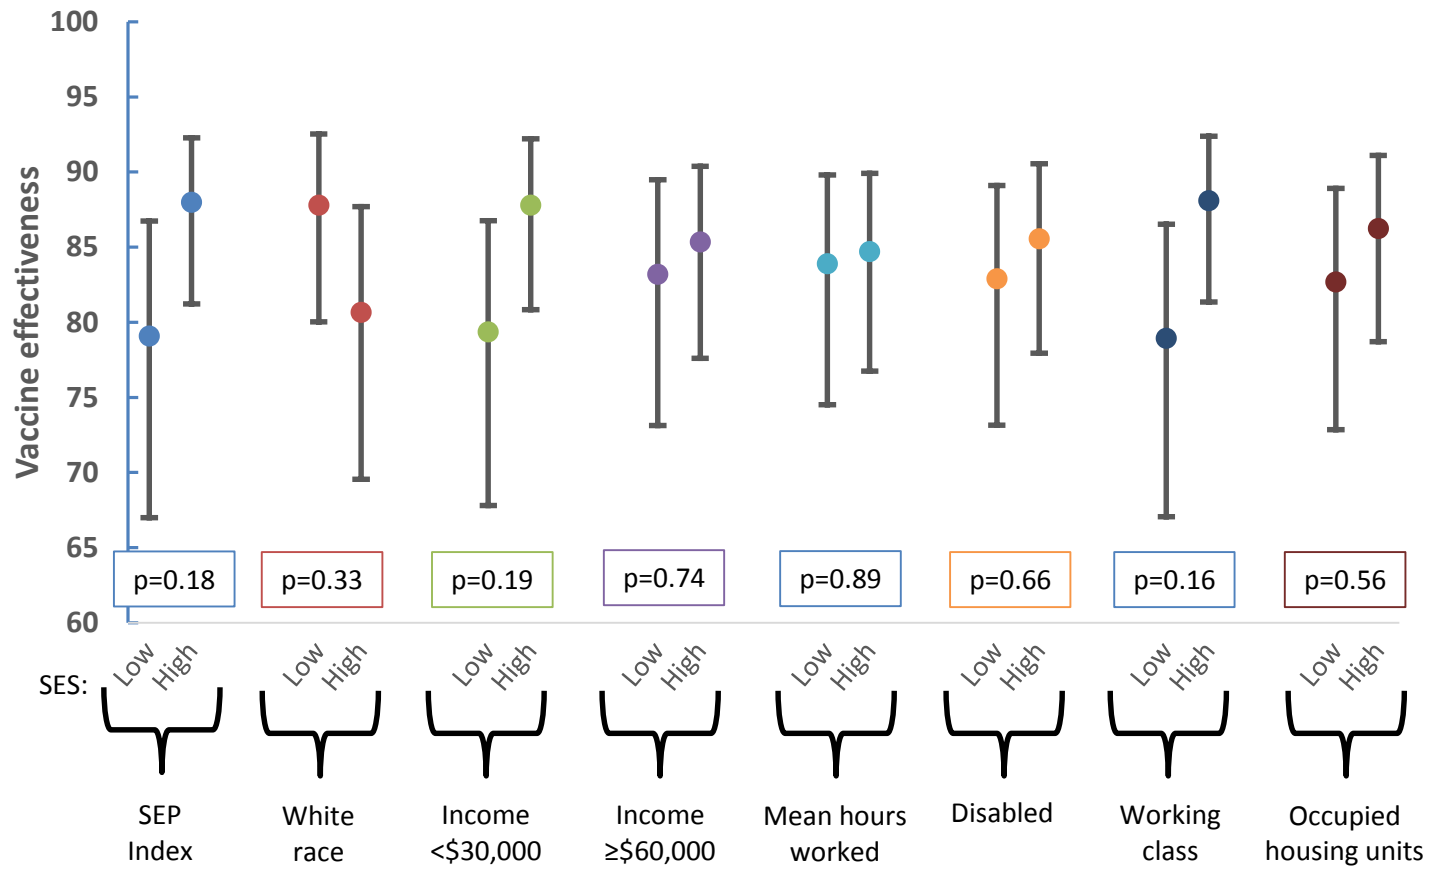 100
95
90
85
80
75
70
65
60
Vaccine effectiveness
p=0.18
p=0.33
p=0.19
p=0.74
p=0.89
p=0.66
p=0.16
p=0.56
SES:
Low
High
Low
High
Low
High
Low
High
Low
High
Low
High
Low
High
Low
High
SEP
Index
White
race
Income
<$30,000
Income
≥$60,000
Mean hours
worked
Disabled
Working
class
Occupied
housing units